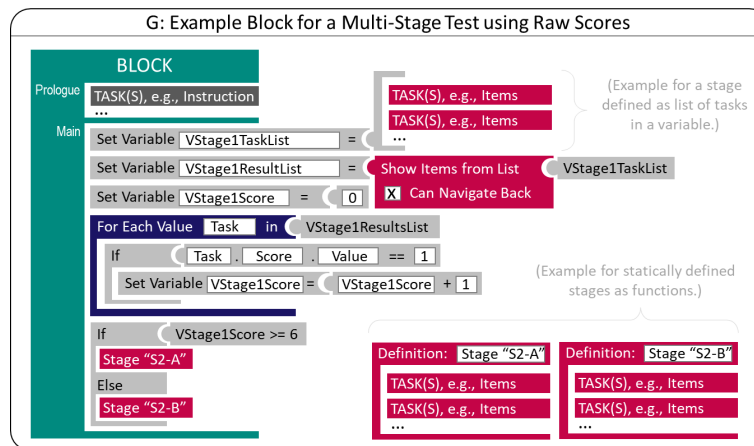 G: Example Block for a Multi-Stage Test using Raw Scores
BLOCK
Prologue
TASK(S), e.g., Instruction
...
Main
Set Variable VStage1TaskList =
TASK(S), e.g., Items
TASK(S), e.g., Items
...
(Example for a stage
defined as list of tasks
in a variable.)
Set Variable VStage1ResultList =
Show Items from List VStage1TaskList
X Can Navigate Back
Set Variable VStage1Score = 0
For Each Value Task in VStage1ResultsList
If Task . Score . Value == 1
Set Variable VStage1Score = VStage1Score + 1
If VStage1Score >= 6
Stage “S2-A”
Else
Stage “S2-B”
(Example for statically defined
stages as functions.)
Definition: Stage “S2-A”
TASK(S), e.g., Items
TASK(S), e.g., Items
...
Definition: Stage “S2-B”
TASK(S), e.g., Items
TASK(S), e.g., Items
...